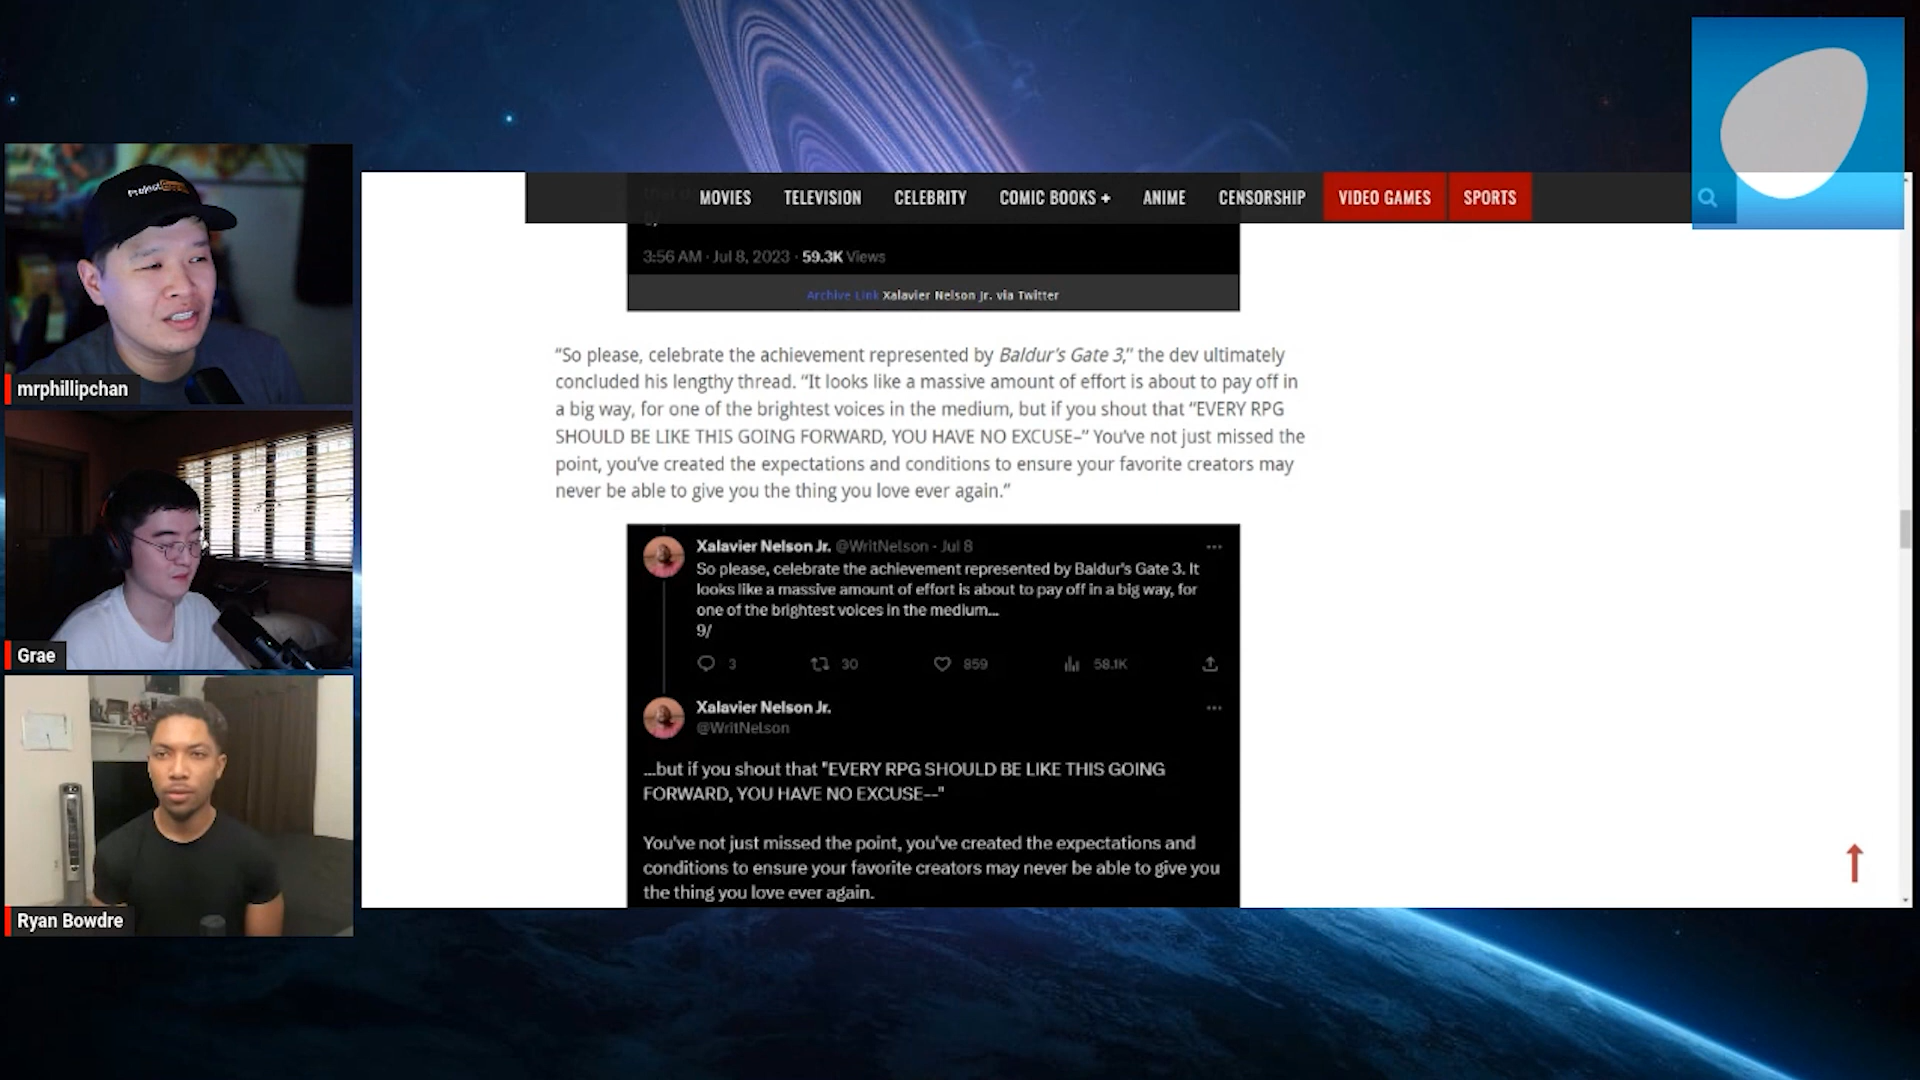 MOVIES TELEVISION CELEBRITY COMIC BOOKS + ANIME CENSORSHIP VIDEO GAMES SPORTS
3:56 AM · Jul 8, 2023 · 59.3K Views
Archive Link Xalavier Nelson Jr. via Twitter
“So please, celebrate the achievement represented by Baldur’s Gate 3,” the dev ultimately
concluded his lengthy thread. “It looks like a massive amount of effort is about to pay off in
a big way, for one of the brightest voices in the medium, but if you shout that “EVERY RPG
SHOULD BE LIKE THIS GOING FORWARD, YOU HAVE NO EXCUSE–” You’ve not just missed the
point, you’ve created the expectations and conditions to ensure your favorite creators may
never be able to give you the thing you love ever again.”
Xalavier Nelson Jr. @WritNelson · Jul 8
So please, celebrate the achievement represented by Baldur's Gate 3. It
looks like a massive amount of effort is about to pay off in a big way, for
one of the brightest voices in the medium...
9/
3 30 859 58.1K
Xalavier Nelson Jr.
@WritNelson
...but if you shout that "EVERY RPG SHOULD BE LIKE THIS GOING
FORWARD, YOU HAVE NO EXCUSE--"
You've not just missed the point, you've created the expectations and
conditions to ensure your favorite creators may never be able to give you
the thing you love ever again.
mrphillipchan
Grae
Ryan Bowdre